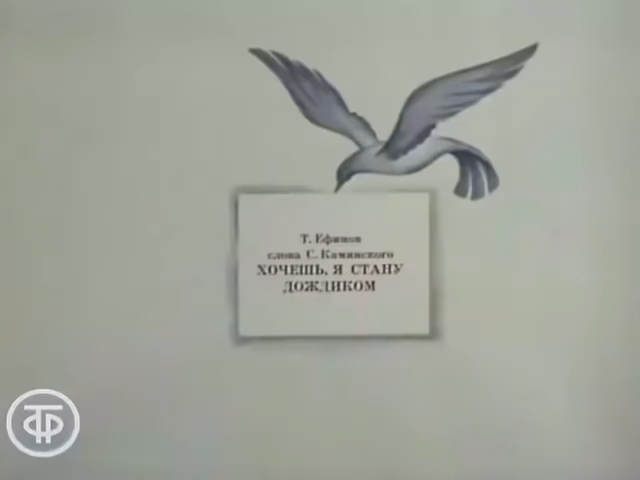 Т. Ефимов
слова С. Каминского
ХОЧЕШЬ, Я СТАНУ
ДОЖДИКОМ